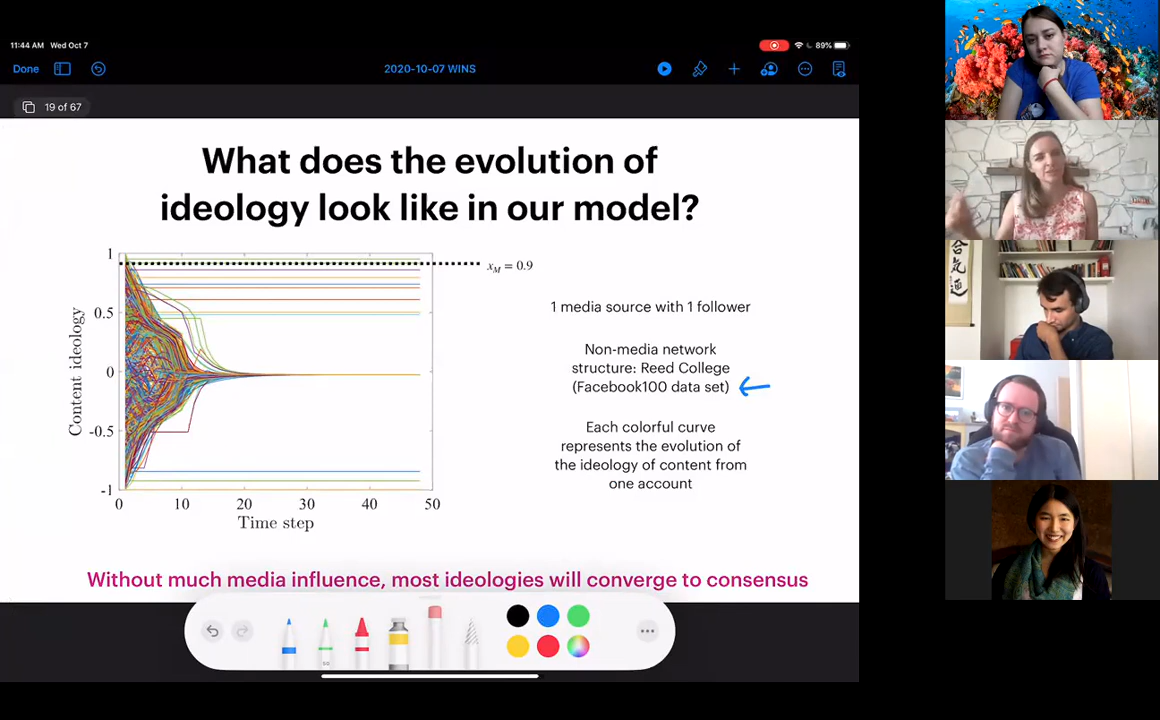 11:44 AM Wed Oct 7
89%
Done
2020-10-07 WINS
19 of 67
What does the evolution of
ideology look like in our model?
1
0.5
0
-0.5
-1
Content ideology
0 10 20 30 40 50
Time step
x_M = 0.9
1 media source with 1 follower
Non-media network
structure: Reed College
(Facebook100 data set)
Each colorful curve
represents the evolution of
the ideology of content from
one account
Without much media influence, most ideologies will converge to consensus
合
気
道